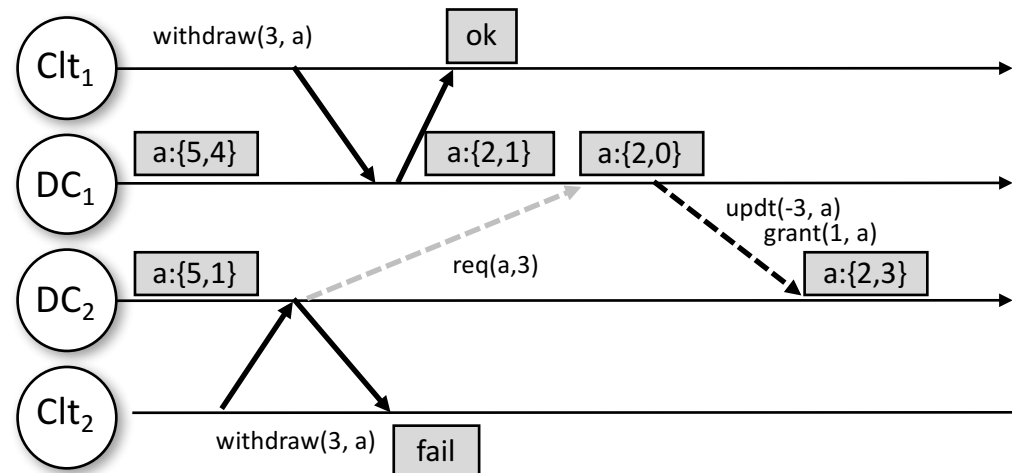 withdraw(3, a)
ok
Clt₁
a:{5,4}
a:{2,1}
a:{2,0}
DC₁
updt(-3, a)
grant(1, a)
req(a,3)
a:{5,1}
a:{2,3}
DC₂
Clt₂
withdraw(3, a)
fail